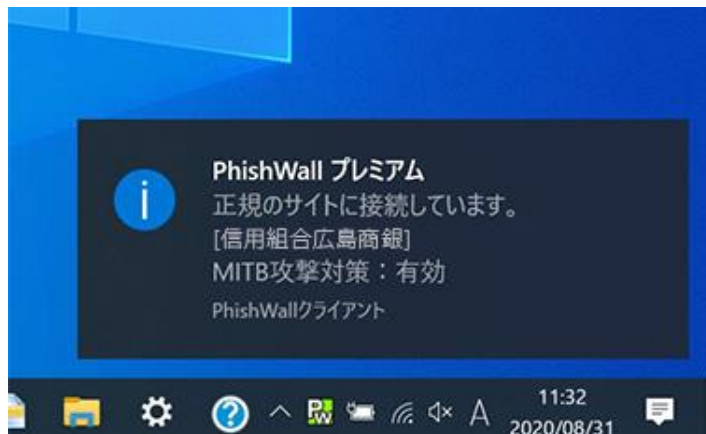 PhishWall プレミアム
正規のサイトに接続しています。
[信用組合広島商銀]
MITB攻撃対策：有効
PhishWallクライアント
PW
A
11:32
2020/08/31